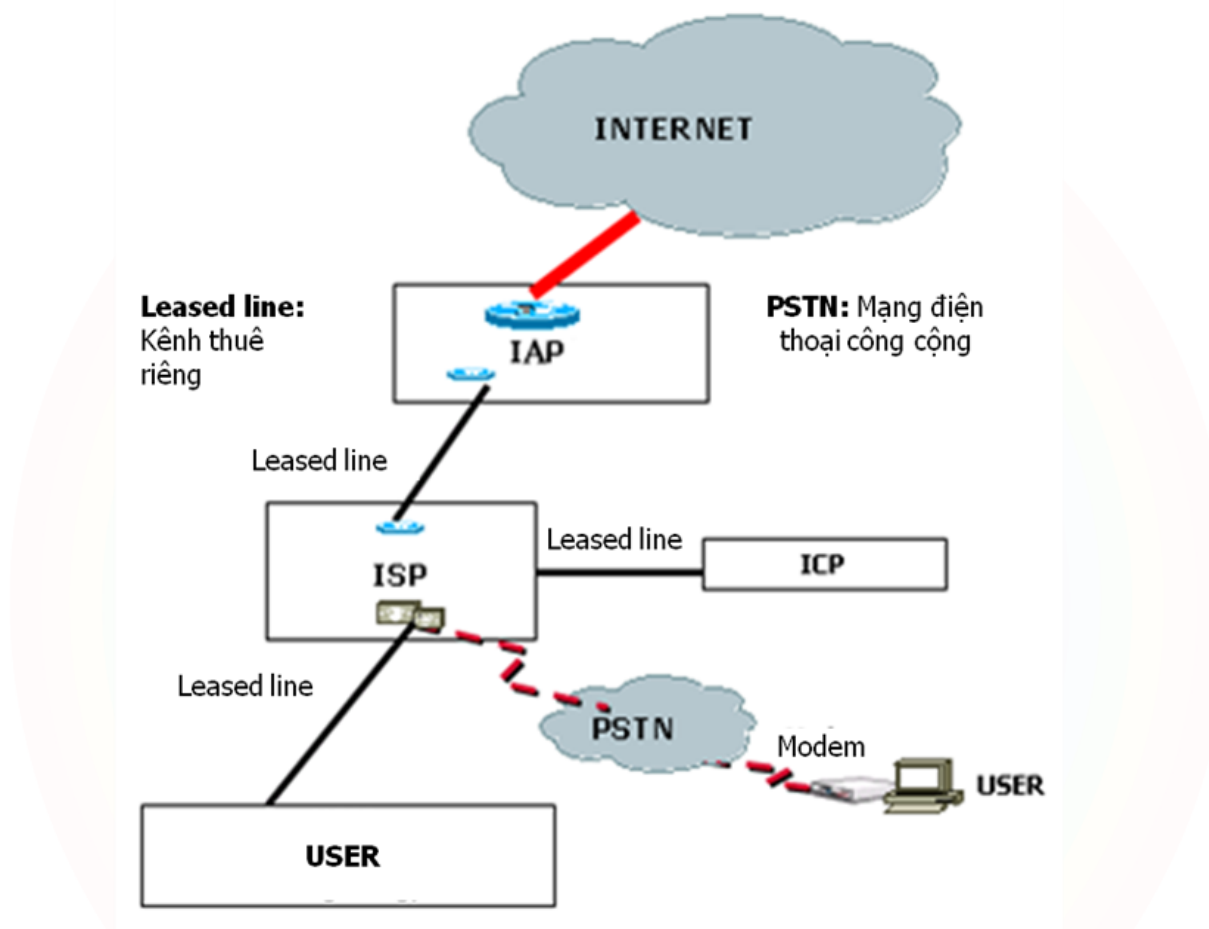 INTERNET
Leased line:
Kênh thuê
riêng
PSTN: Mạng điện
thoại công cộng
IAP
Leased line
ISP
Leased line
ICP
Leased line
PSTN
Modem
USER
USER